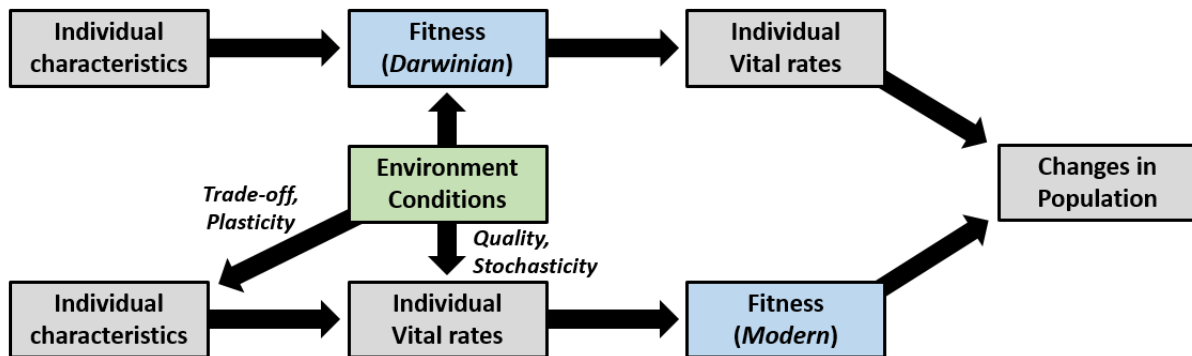 Individual
characteristics
Fitness
(Darwinian)
Individual
Vital rates
Environment
Conditions
Trade-off,
Plasticity
Quality,
Stochasticity
Changes in
Population
Individual
characteristics
Individual
Vital rates
Fitness
(Modern)